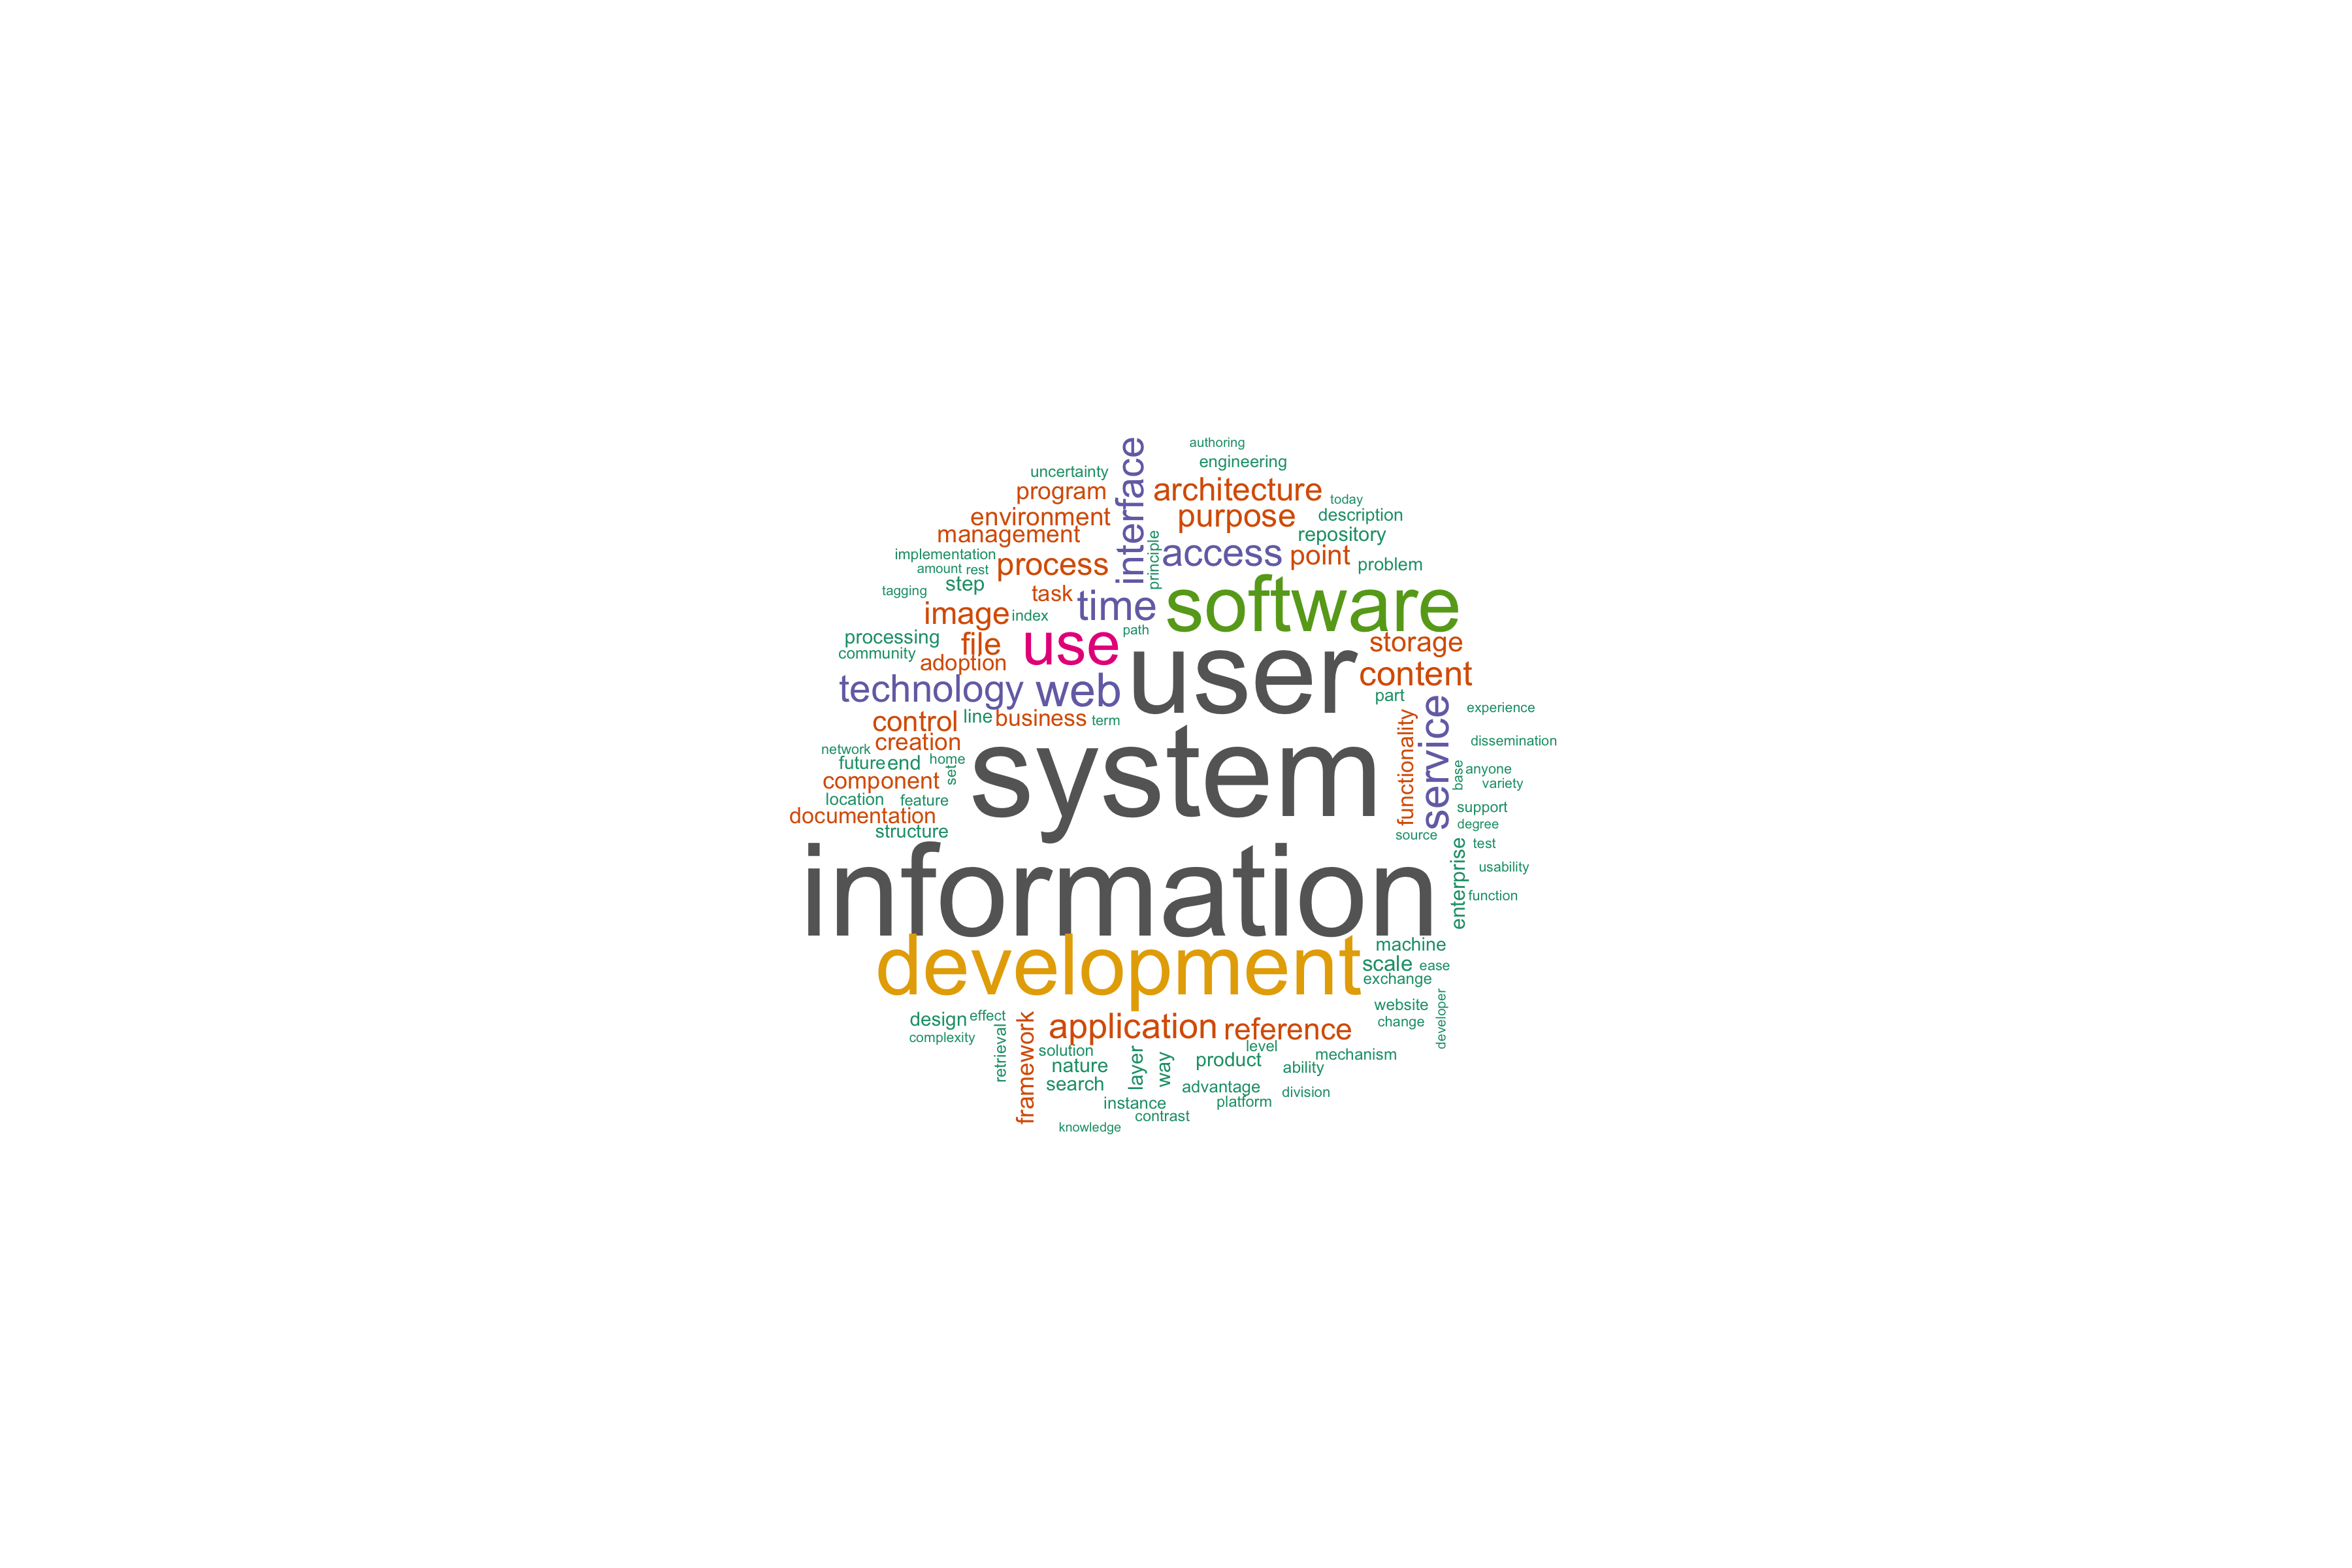 authoring
uncertainty
engineering
interface
program
architecture
today
environment
purpose
description
management
repository
implementation
process
principle
access
point
problem
amount
rest
tagging
step
task
time
software
image
index
processing
file
use
path
storage
community
adoption
user
content
technology
web
part
control
line
business
term
functionality
service
experience
network
creation
system
dissemination
future
end
home
set
base
anyone
component
variety
location
feature
support
documentation
structure
degree
source
information
enterprise
test
usability
function
development
machine
scale
ease
exchange
website
developer
design
effect
change
complexity
retrieval
framework
application
reference
solution
level
nature
layer
way
product
mechanism
ability
search
advantage
division
instance
platform
contrast
knowledge